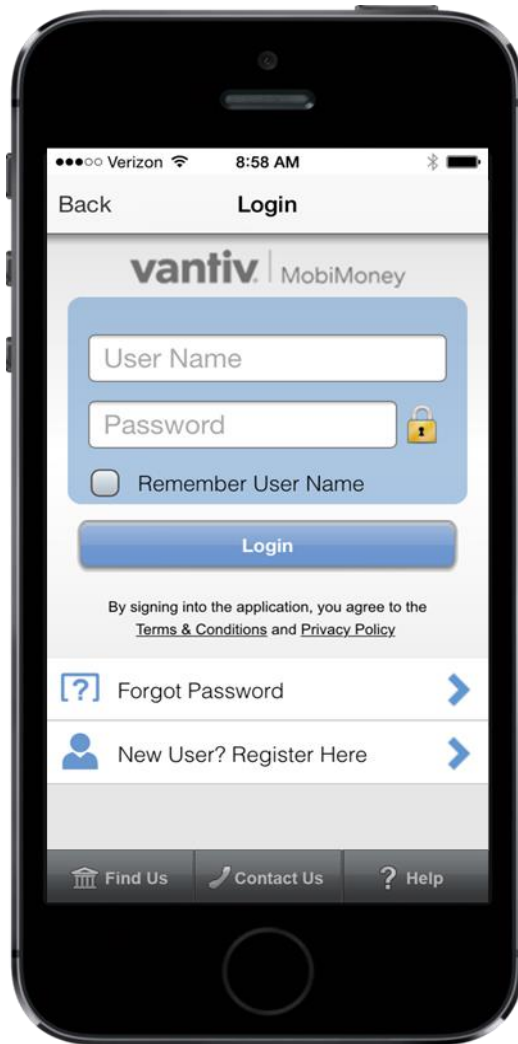 Verizon 8:58 AM
Back Login
vantiv. MobiMoney
User Name
Password
Remember User Name
Login
By signing into the application, you agree to the
Terms & Conditions and Privacy Policy
[?] Forgot Password
New User? Register Here
Find Us Contact Us ? Help